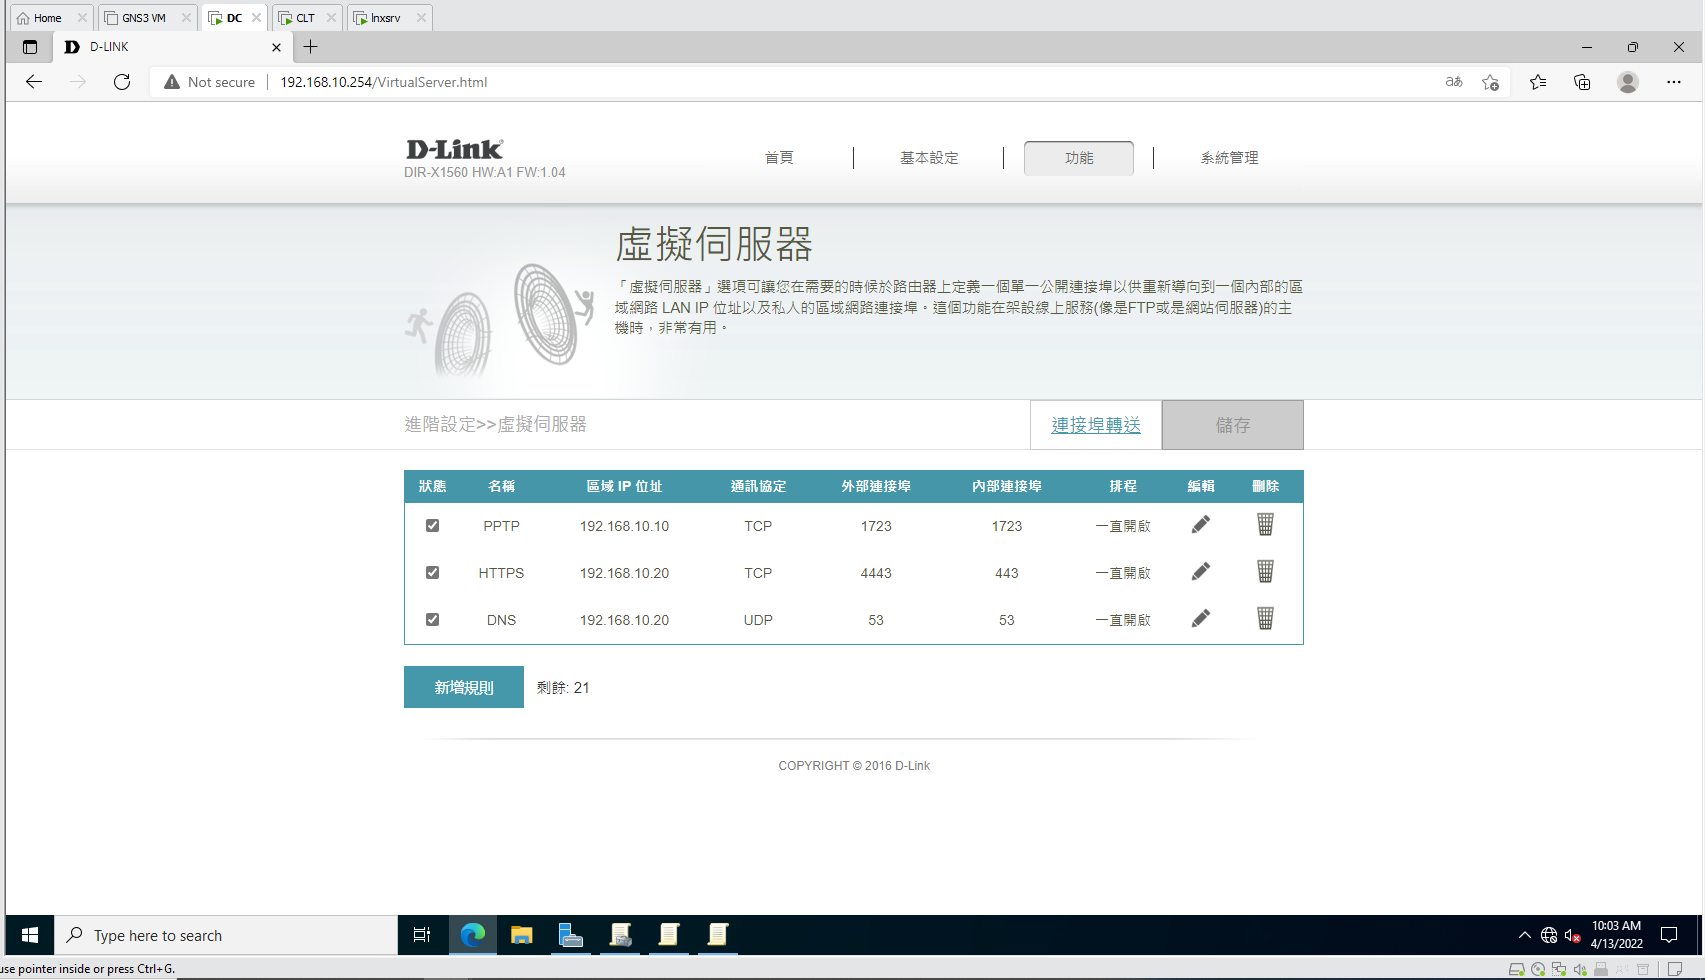 Home
GNS3 VM
DC
CLT
lnxsrv
D-LINK
Not secure
192.168.10.254/VirtualServer.html
aあ
D-Link
DIR-X1560 HW:A1 FW:1.04
首頁
基本設定
功能
系統管理
虛擬伺服器
「虛擬伺服器」選項可讓您在需要的時候於路由器上定義一個單一公開連接埠以供重新導向到一個內部的區
域網路 LAN IP 位址以及私人的區域網路連接埠。這個功能在架設線上服務(像是FTP或是網站伺服器)的主
機時，非常有用。
進階設定>>虛擬伺服器
連接埠轉送
儲存
狀態 名稱 區域 IP 位址 通訊協定 外部連接埠 內部連接埠 排程 編輯 刪除
PPTP 192.168.10.10 TCP 1723 1723 一直開啟
HTTPS 192.168.10.20 TCP 4443 443 一直開啟
DNS 192.168.10.20 UDP 53 53 一直開啟
新增規則
剩餘: 21
COPYRIGHT © 2016 D-Link
Type here to search
10:03 AM
4/13/2022
use pointer inside or press Ctrl+G.